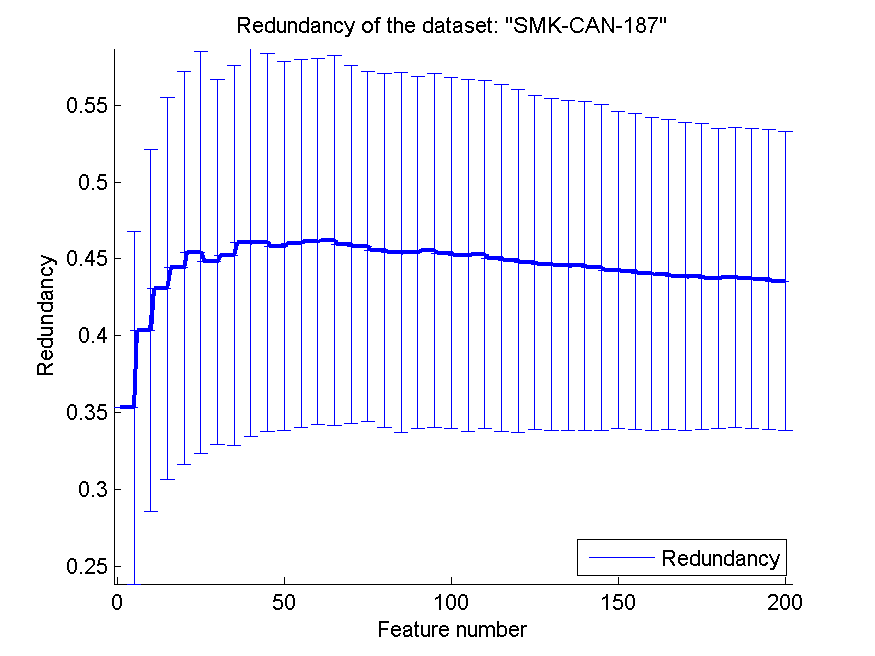 Redundancy of the dataset: "SMK-CAN-187"
0.55
0.5
0.45
0.4
0.35
0.3
0.25
Redundancy
Redundancy
0 50 100 150 200
Feature number